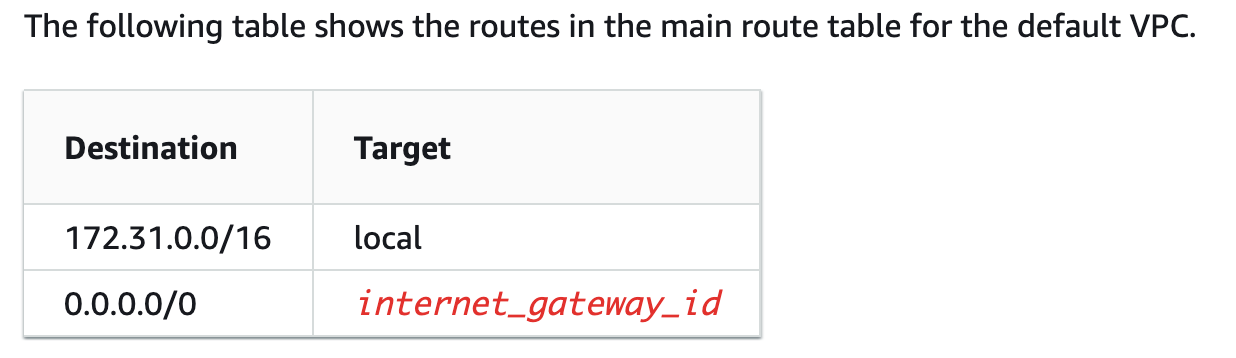 The following table shows the routes in the main route table for the default VPC.
Destination Target
172.31.0.0/16 local
0.0.0.0/0 internet_gateway_id